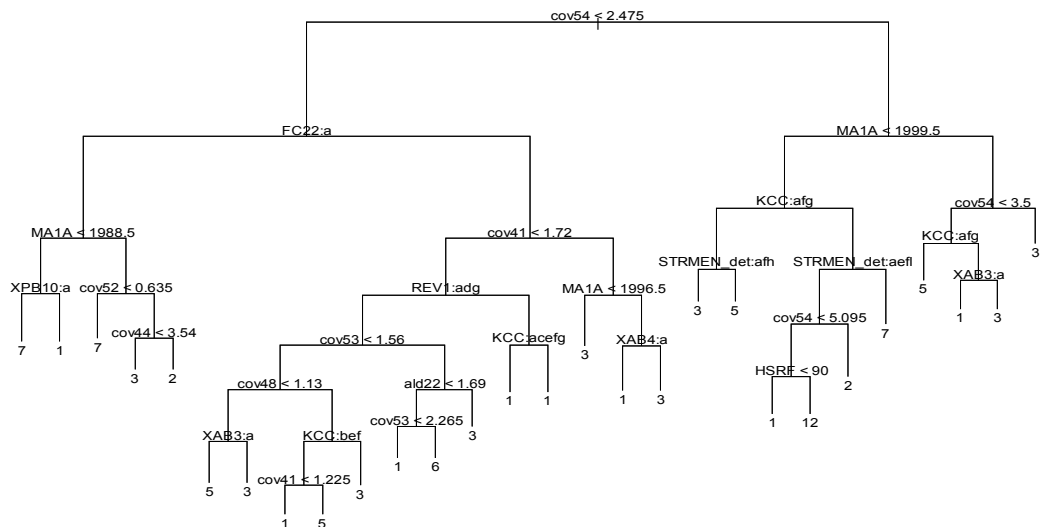 cov54 < 2.475
FC22:a
MA1A < 1999.5
KCC:afg
cov54 < 3.5
MA1A < 1988.5
cov41 < 1.72
KCC:afg
3
STRMEN_det:afh
STRMEN_det:aefl
XAB3:a
5
XPB10:a
cov52 < 0.635
REV1:adg
MA1A < 1996.5
3
5
cov54 < 5.095
7
1
3
7
1
7
cov44 < 3.54
cov53 < 1.56
KCC:acefg
3
XAB4:a
3
2
HSRF < 90
2
cov48 < 1.13
ald22 < 1.69
1
1
1
3
1
12
XAB3:a
KCC:bef
cov53 < 2.265
3
1
6
5
3
cov41 < 1.225
3
1
5